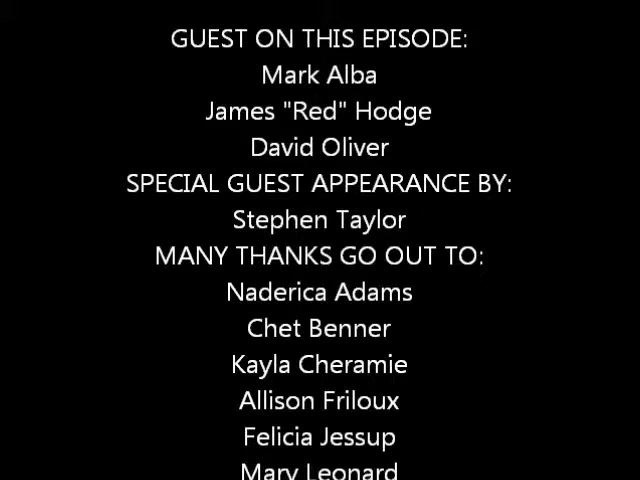 GUEST ON THIS EPISODE:
Mark Alba
James "Red" Hodge
David Oliver
SPECIAL GUEST APPEARANCE BY:
Stephen Taylor
MANY THANKS GO OUT TO:
Naderica Adams
Chet Benner
Kayla Cheramie
Allison Friloux
Felicia Jessup
Mary Leonard